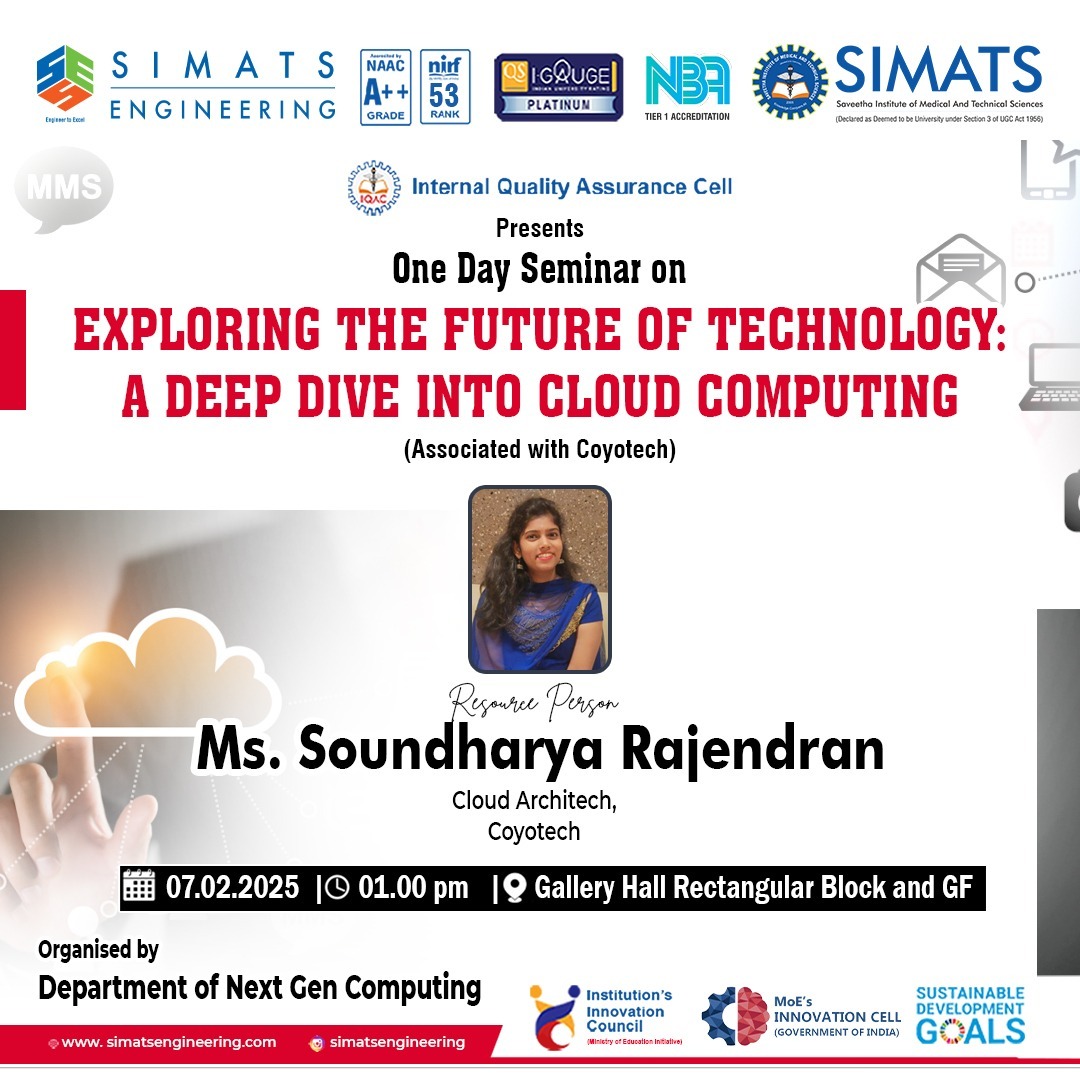 SIMATS
ENGINEERING
Engineer to Excel
Accredited by
NAAC
A++
GRADE
nirf
53
RANK
QS I·GAUGE
INDIAN UNIVERSITY RATING
PLATINUM
NBA
TIER 1 ACCREDITATION
SIMATS
Saveetha Institute of Medical And Technical Sciences
(Declared as Deemed to be University under Section 3 of UGC Act 1956)
MMS
IQAC
Internal Quality Assurance Cell
Presents
One Day Seminar on
EXPLORING THE FUTURE OF TECHNOLOGY:
A DEEP DIVE INTO CLOUD COMPUTING
(Associated with Coyotech)
Resource Person
Ms. Soundharya Rajendran
Cloud Architech,
Coyotech
07.02.2025 | 01.00 pm | Gallery Hall Rectangular Block and GF
Organised by
Department of Next Gen Computing
www. simatsengineering.com simatsengineering
Institution's
Innovation
Council
(Ministry of Education Initiative)
MoE's
INNOVATION CELL
(GOVERNMENT OF INDIA)
SUSTAINABLE
DEVELOPMENT
GOALS